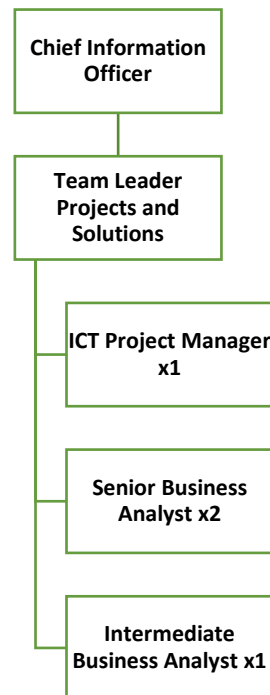 Chief Information
Officer
Team Leader
Projects and
Solutions
ICT Project Manager
x1
Senior Business
Analyst x2
Intermediate
Business Analyst x1